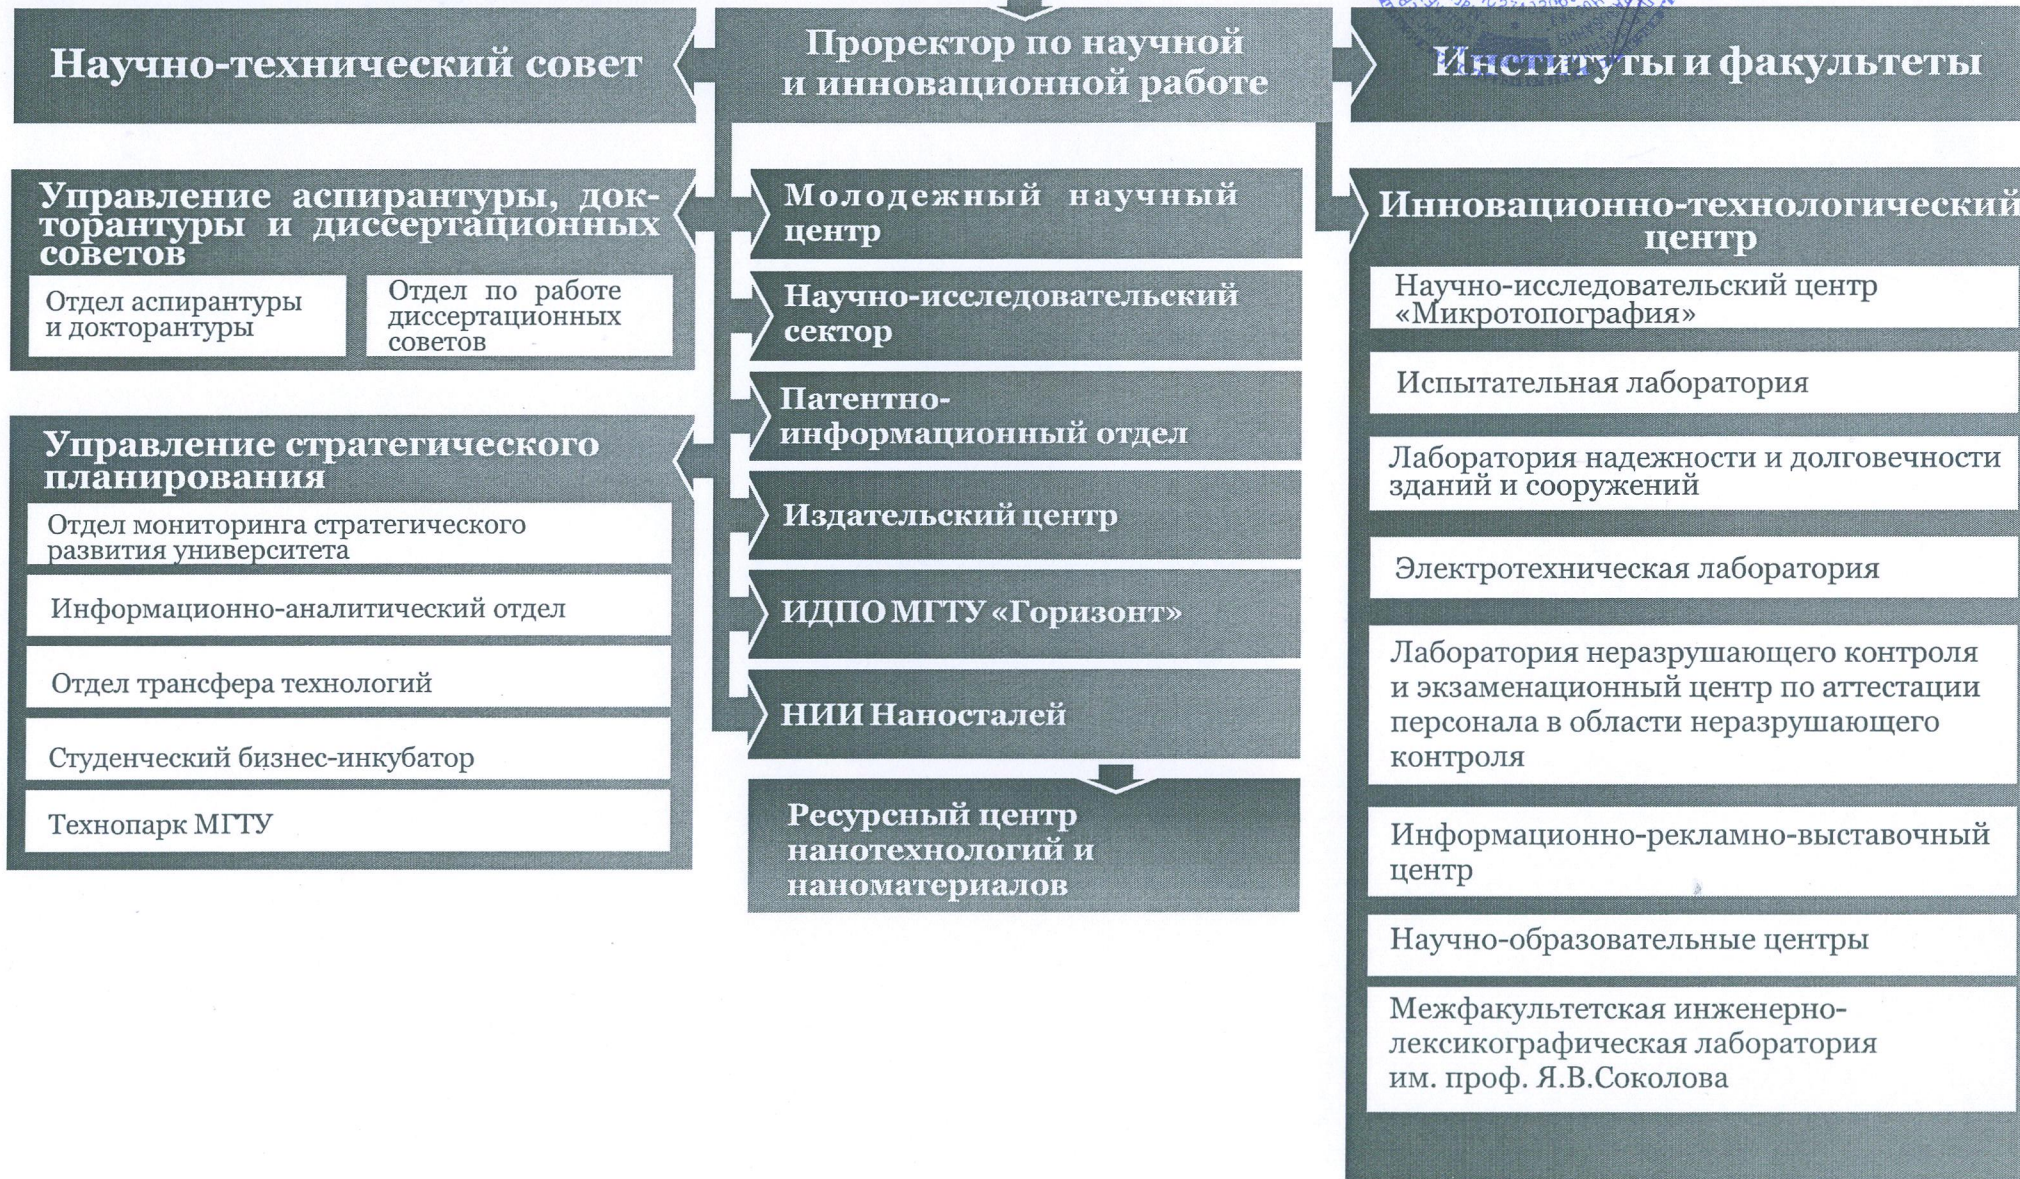 Научно-технический совет
Проректор по научной
и инновационной работе
Институты и факультеты
Управление аспирантуры, док-
торантуры и диссертационных
советов
Отдел аспирантуры
и докторантуры
Отдел по работе
диссертационных
советов
Управление стратегического
планирования
Отдел мониторинга стратегического
развития университета
Информационно-аналитический отдел
Отдел трансфера технологий
Студенческий бизнес-инкубатор
Технопарк МГТУ
Молодежный научный
центр
Научно-исследовательский
сектор
Патентно-
информационный отдел
Издательский центр
ИДПО МГТУ «Горизонт»
НИИ Наносталей
Ресурсный центр
нанотехнологий и
наноматериалов
Инновационно-технологический
центр
Научно-исследовательский центр
«Микротопография»
Испытательная лаборатория
Лаборатория надежности и долговечности
зданий и сооружений
Электротехническая лаборатория
Лаборатория неразрушающего контроля
и экзаменационный центр по аттестации
персонала в области неразрушающего
контроля
Информационно-рекламно-выставочный
центр
Научно-образовательные центры
Межфакультетская инженерно-
лексикографическая лаборатория
им. проф. Я.В.Соколова